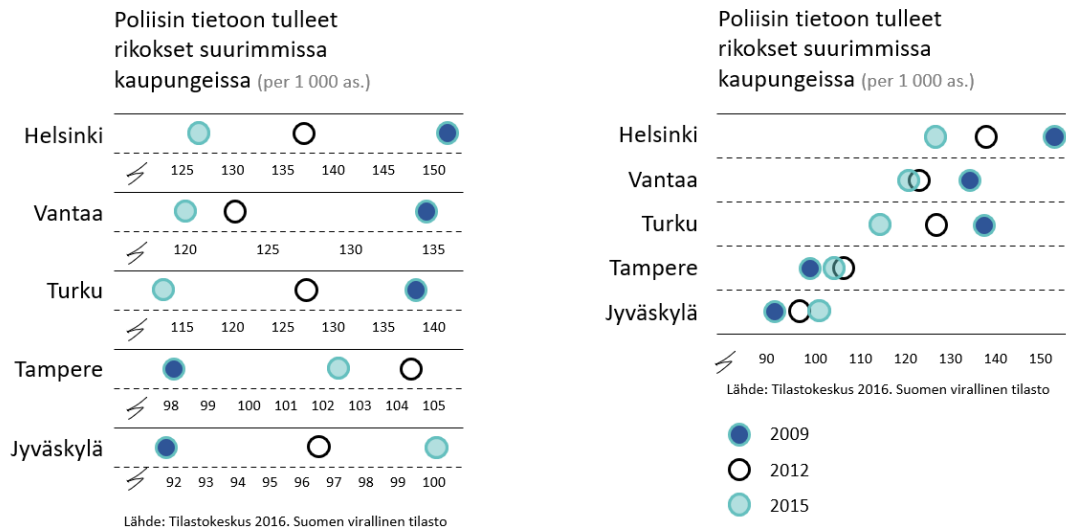 Poliisin tietoon tulleet
rikokset suurimmissa
kaupungeissa (per 1 000 as.)
Helsinki
125 130 135 140 145 150
Vantaa
120 125 130 135
Turku
115 120 125 130 135 140
Tampere
98 99 100 101 102 103 104 105
Jyväskylä
92 93 94 95 96 97 98 99 100
Lähde: Tilastokeskus 2016. Suomen virallinen tilasto
Poliisin tietoon tulleet
rikokset suurimmissa
kaupungeissa (per 1 000 as.)
Helsinki
Vantaa
Turku
Tampere
Jyväskylä
90 100 110 120 130 140 150
Lähde: Tilastokeskus 2016. Suomen virallinen tilasto
2009
2012
2015